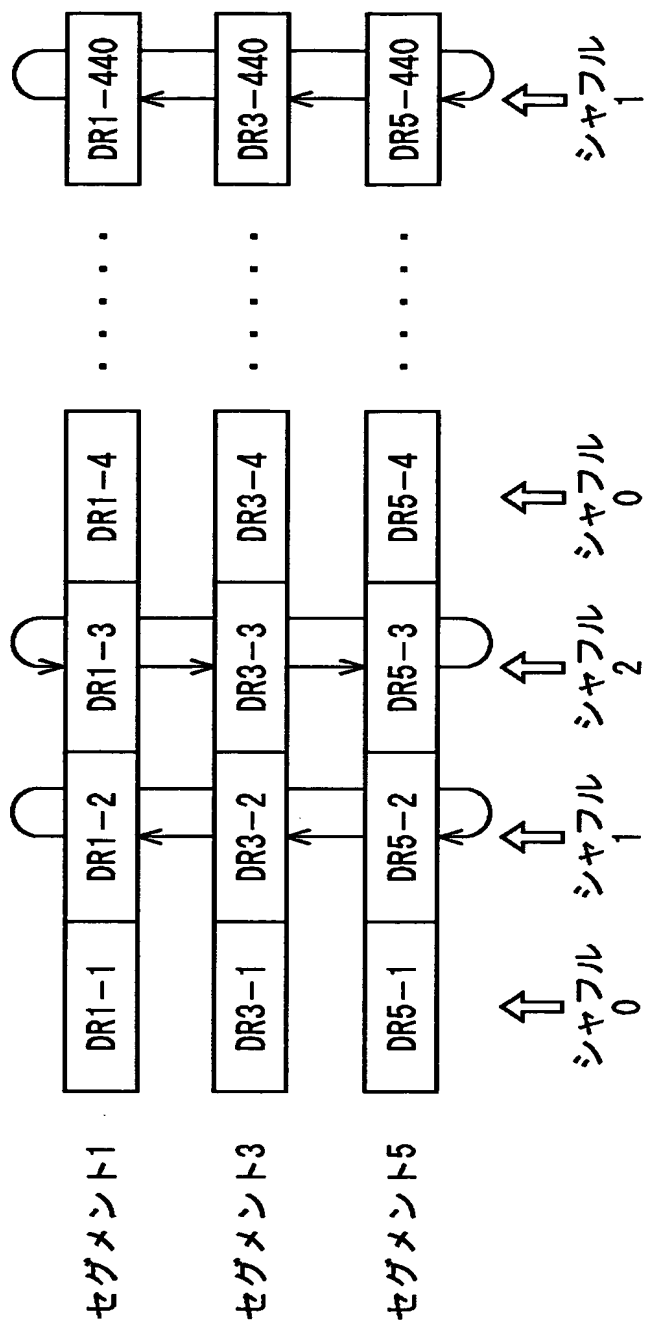 セグメント1 DR1-1 DR1-2 DR1-3 DR1-4 ・・・・・ DR1-440
セグメント3 DR3-1 DR3-2 DR3-3 DR3-4 ・・・・・ DR3-440
セグメント5 DR5-1 DR5-2 DR5-3 DR5-4 ・・・・・ DR5-440
シャフル シャフル シャフル シャフル シャフル
0 1 2 0 1